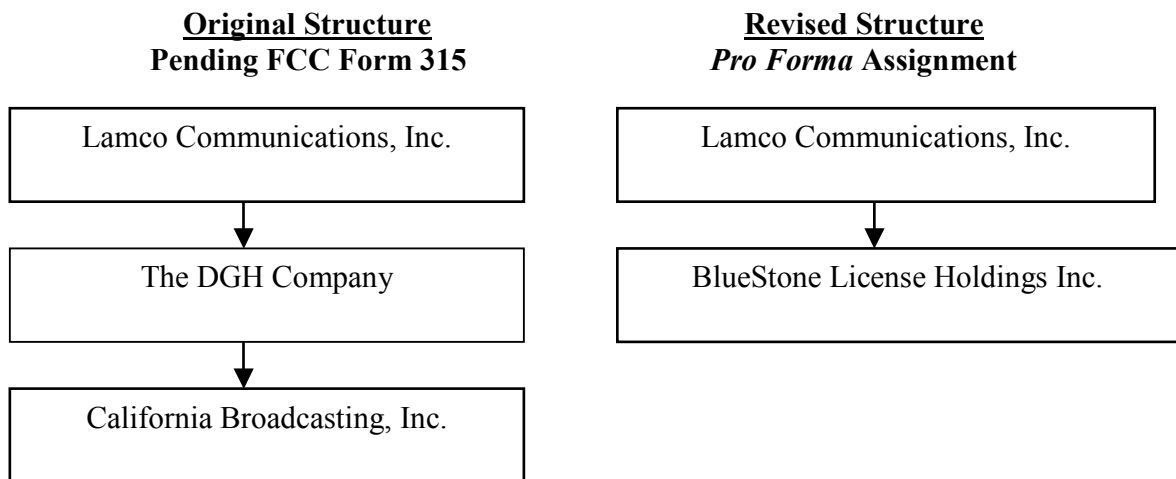 Original Structure
Pending FCC Form 315
Lamco Communications, Inc.
The DGH Company
California Broadcasting, Inc.
Revised Structure
Pro Forma Assignment
Lamco Communications, Inc.
BlueStone License Holdings Inc.